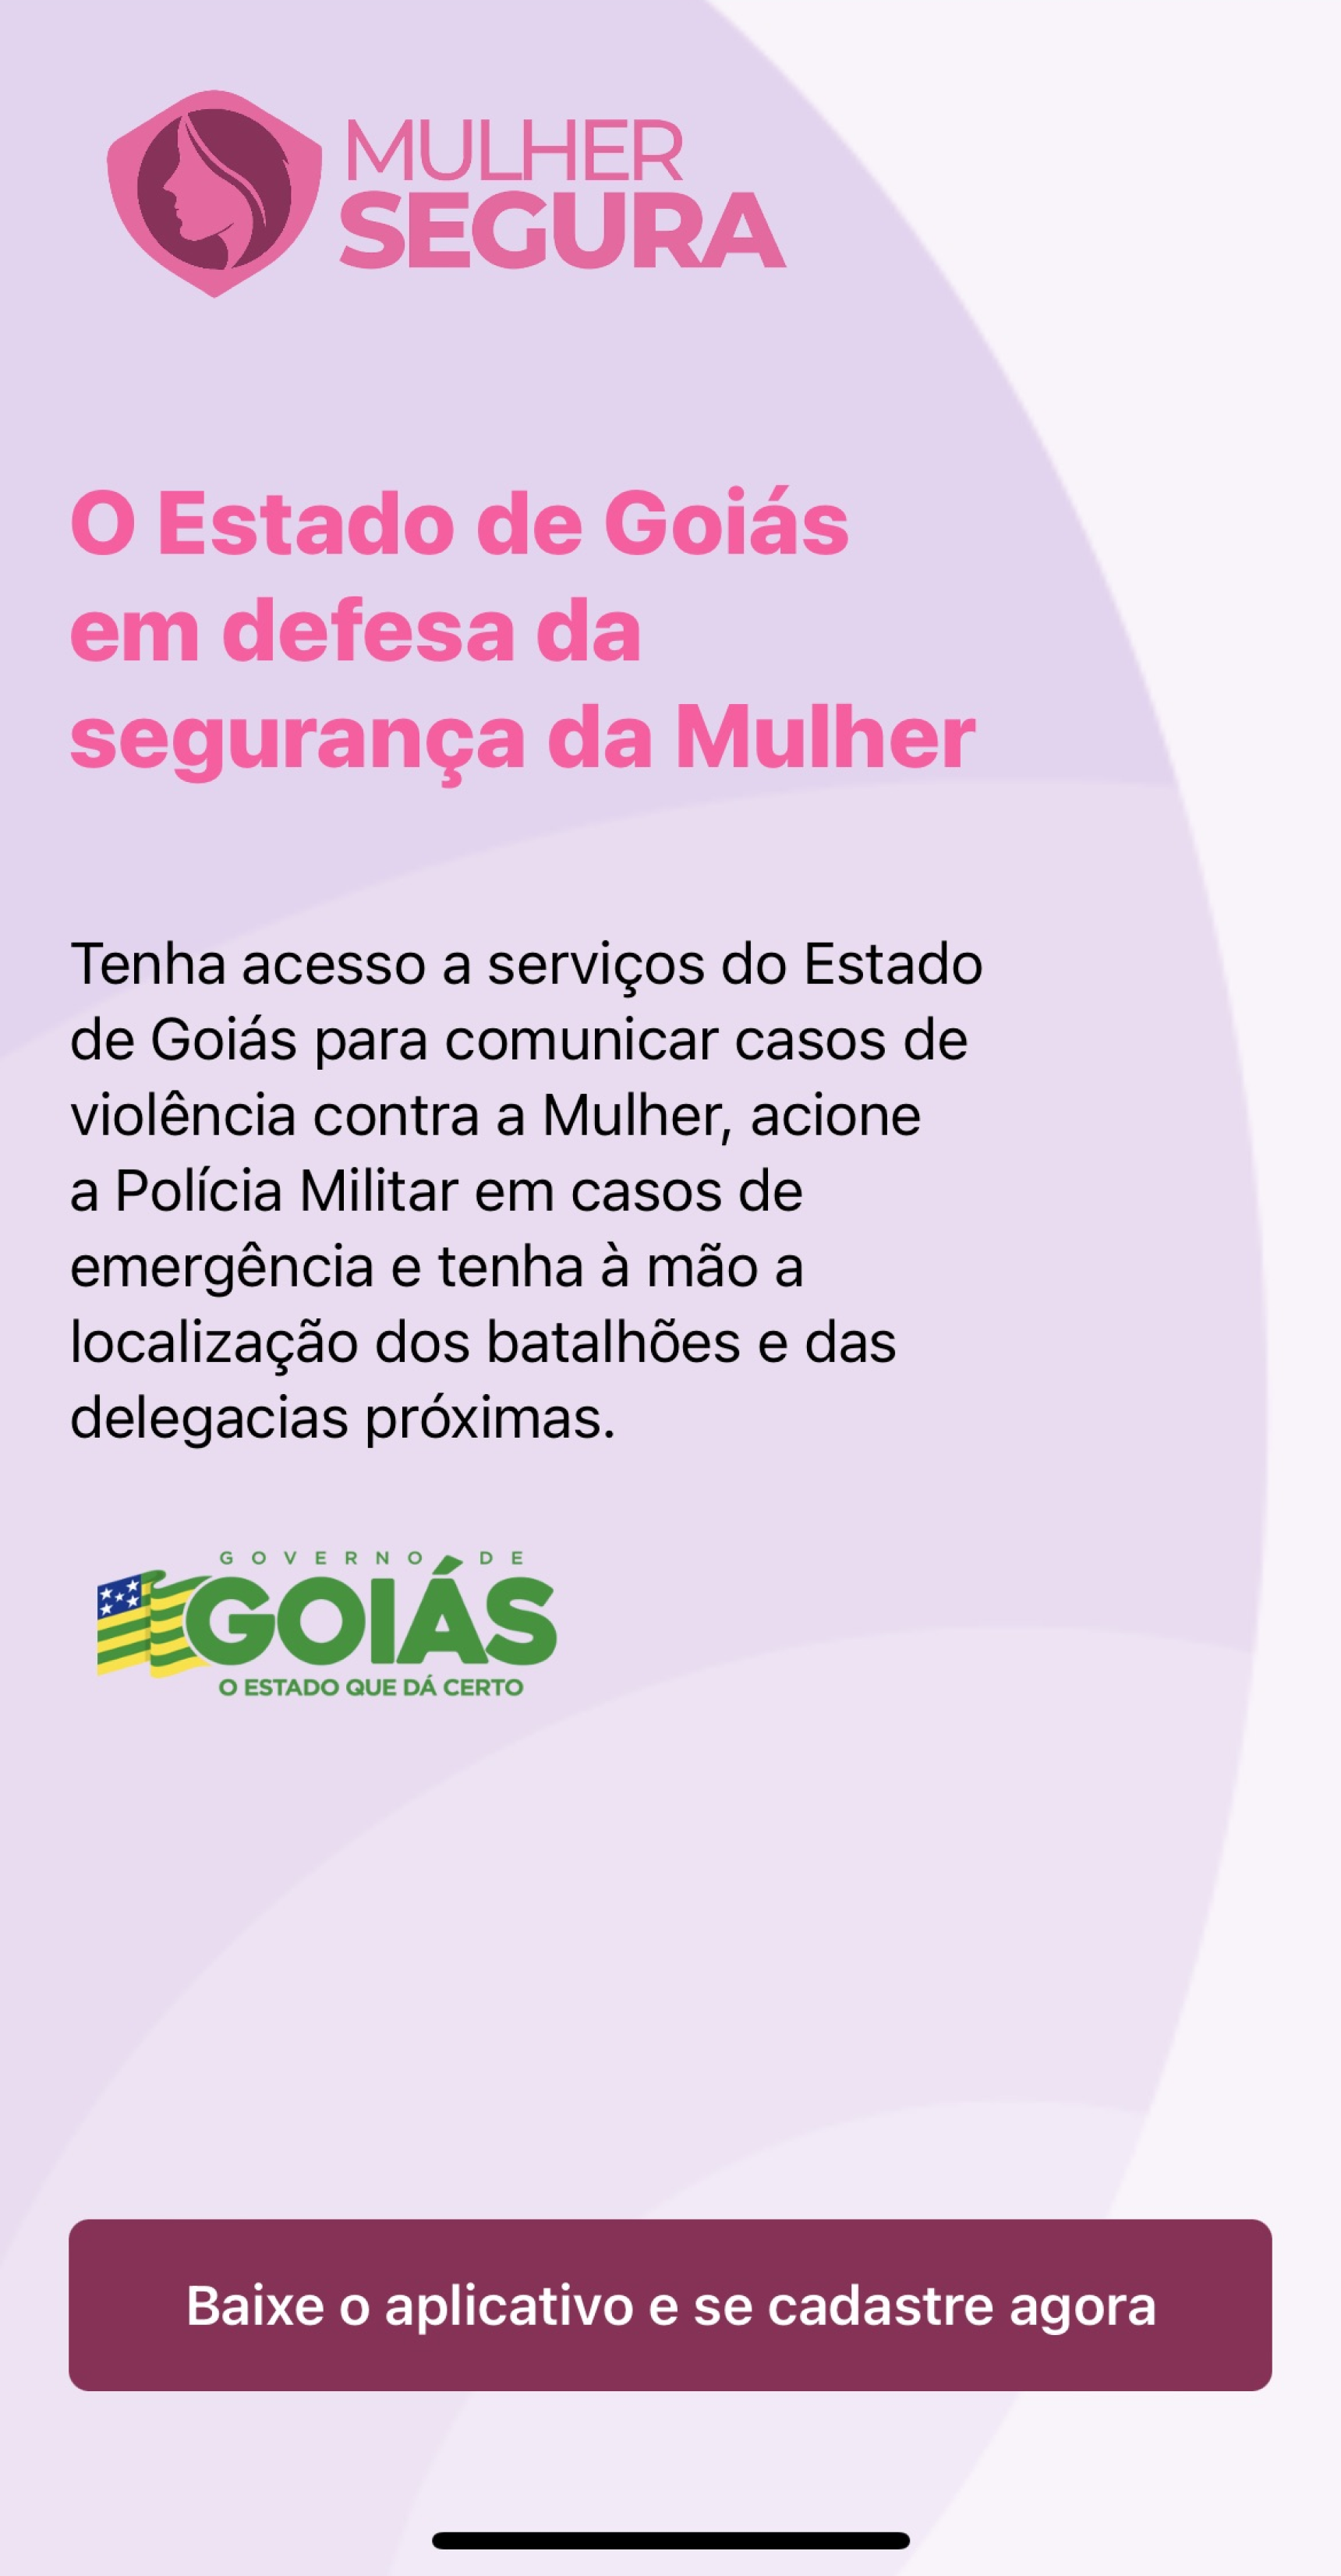 MULHER
SEGURA
O Estado de Goiás
em defesa da
segurança da Mulher
Tenha acesso a serviços do Estado
de Goiás para comunicar casos de
violência contra a Mulher, acione
a Polícia Militar em casos de
emergência e tenha à mão a
localização dos batalhões e das
delegacias próximas.
GOVERNO DE
GOIÁS
O ESTADO QUE DÁ CERTO
Baixe o aplicativo e se cadastre agora